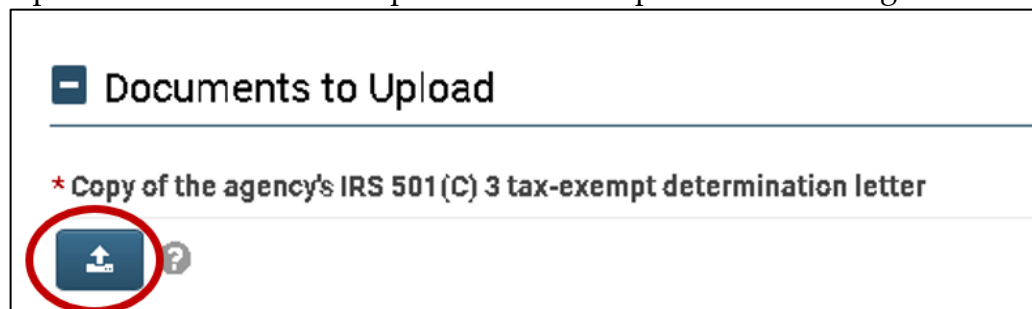 Documents to Upload
* Copy of the agency's IRS 501(C) 3 tax-exempt determination letter
?